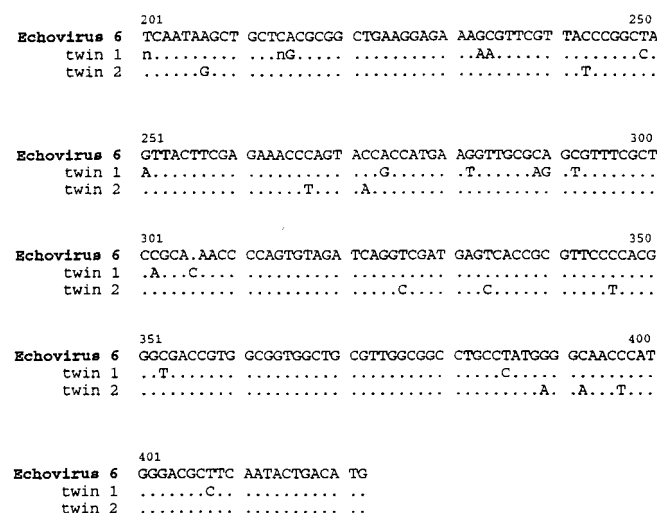 201 250
Echovirus 6 TCAATAAGCT GCTCACGCGG CTGAAGGAGA AAGCGTTCGT TACCCGGCTA
twin 1 n......... ...nG..... .......... ..AA...... ........C.
twin 2 ......G... .......... .......... .......... ..T.......
251 300
Echovirus 6 GTTACTTCGA GAAACCCAGT ACCACCATGA AGGTTGCGCA GCGTTTCGCT
twin 1 A......... .......... ...G...... .T......AG .T........
twin 2 .......... ......T... .A........ .......... ..........
301 350
Echovirus 6 CCGCA.AACC CCAGTGTAGA TCAGGTCGAT GAGTCACCGC GTTCCCCACG
twin 1 .A...C.... .......... .......... .......... ..........
twin 2 .......... .......... .....C.... ...C...... .....T....
351 400
Echovirus 6 GGCGACCGTG GCGGTGGCTG CGTTGGCGGC CTGCCTATGG GGCAACCCAT
twin 1 ..T....... .......... .......... .....C.... ..........
twin 2 .......... .......... .......... .........A ..A...T...
401
Echovirus 6 GGGACGCTTC AATACTGACA TG
twin 1 .......C.. .......... ..
twin 2 .......... .......... ..